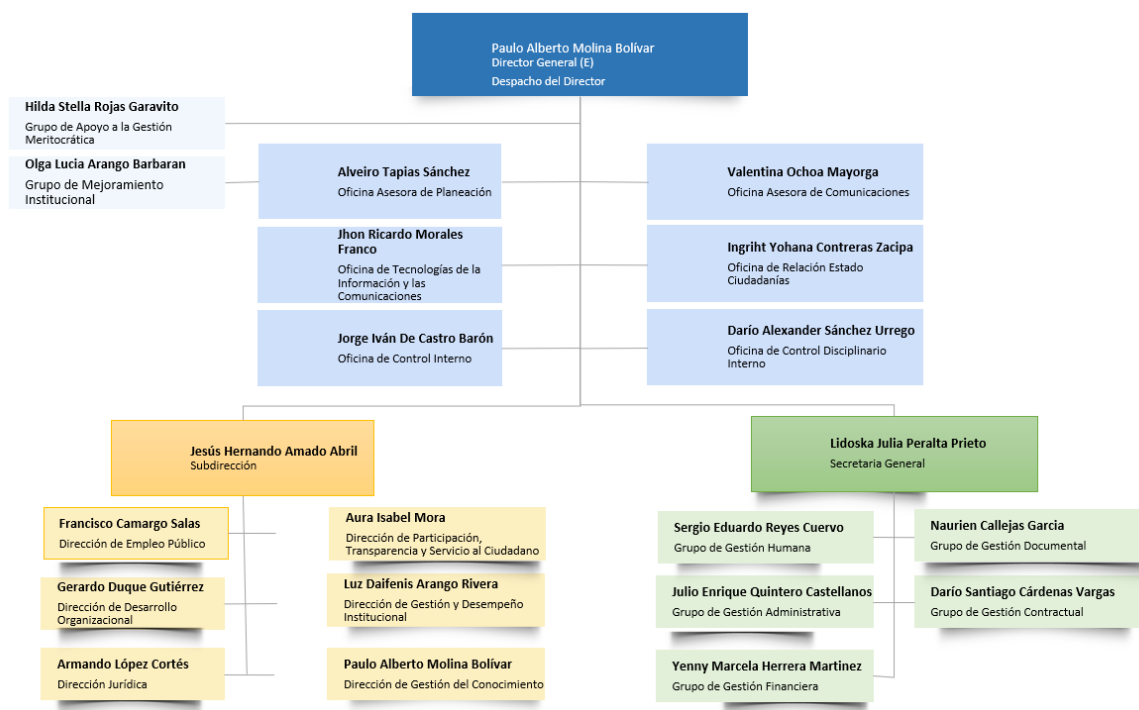 Paulo Alberto Molina Bolívar
Director General (E)
Despacho del Director
Hilda Stella Rojas Garavito
Grupo de Apoyo a la Gestión
Meritocrática
Olga Lucia Arango Barbaran
Grupo de Mejoramiento
Institucional
Alveiro Tapias Sánchez
Oficina Asesora de Planeación
Valentina Ochoa Mayorga
Oficina Asesora de Comunicaciones
Jhon Ricardo Morales
Franco
Oficina de Tecnologías de la
Información y las
Comunicaciones
Ingriht Yohana Contreras Zacipa
Oficina de Relación Estado
Ciudadanías
Jorge Iván De Castro Barón
Oficina de Control Interno
Darío Alexander Sánchez Urrego
Oficina de Control Disciplinario
Interno
Jesús Hernando Amado Abril
Subdirección
Lidoska Julia Peralta Prieto
Secretaria General
Francisco Camargo Salas
Dirección de Empleo Público
Aura Isabel Mora
Dirección de Participación,
Transparencia y Servicio al Ciudadano
Gerardo Duque Gutiérrez
Dirección de Desarrollo
Organizacional
Luz Daifenis Arango Rivera
Dirección de Gestión y Desempeño
Institucional
Armando López Cortés
Dirección Jurídica
Paulo Alberto Molina Bolívar
Dirección de Gestión del Conocimiento
Sergio Eduardo Reyes Cuervo
Grupo de Gestión Humana
Naurien Callejas Garcia
Grupo de Gestión Documental
Julio Enrique Quintero Castellanos
Grupo de Gestión Administrativa
Darío Santiago Cárdenas Vargas
Grupo de Gestión Contractual
Yenny Marcela Herrera Martinez
Grupo de Gestión Financiera